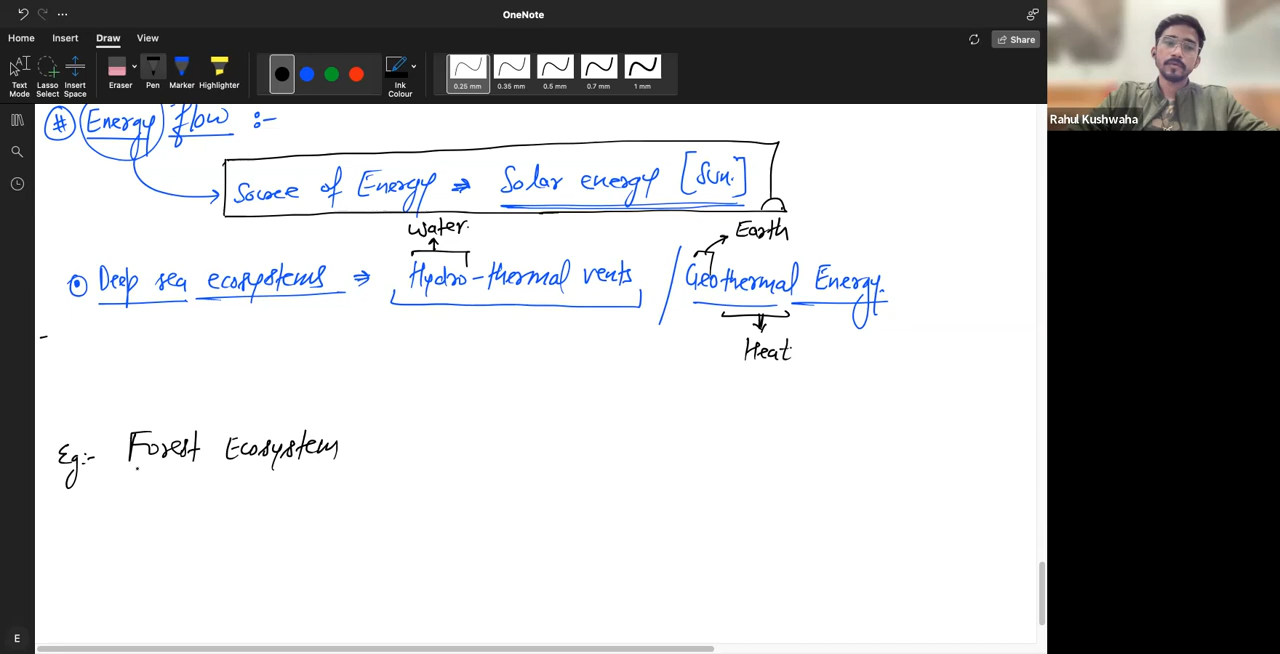 OneNote
Home Insert Draw View
Share
Text Mode Lasso Select Insert Space Eraser Pen Marker Highlighter Ink Colour
0.25 mm 0.35 mm 0.5 mm 0.7 mm 1 mm
Rahul Kushwaha
# Energy flow :-
Source of Energy ⇒ Solar energy [Sun.]
Water.
Earth
Deep sea ecosystems ⇒ Hydro-thermal vents / Geothermal Energy.
Heat
Eg:- Forest Ecosystem
E